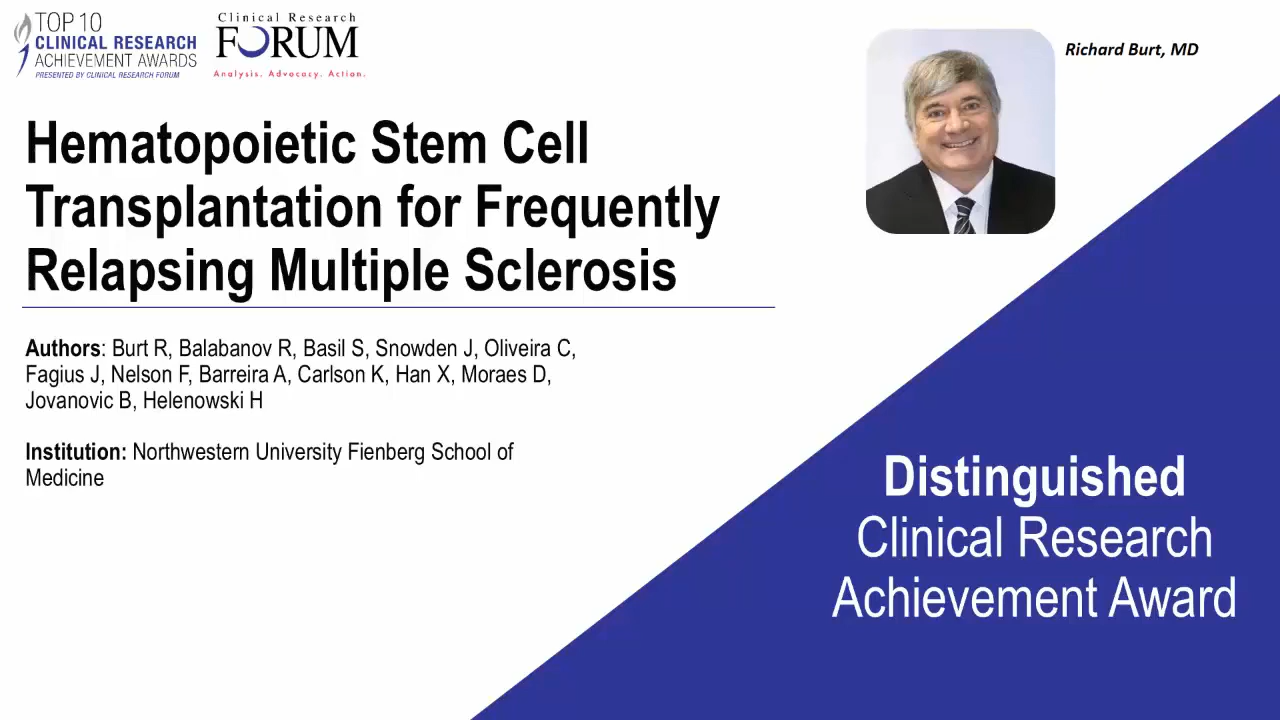 TOP 10
CLINICAL RESEARCH
ACHIEVEMENT AWARDS
PRESENTED BY CLINICAL RESEARCH FORUM
Clinical Research
FORUM
Analysis. Advocacy. Action.
Richard Burt, MD
Hematopoietic Stem Cell
Transplantation for Frequently
Relapsing Multiple Sclerosis
Authors: Burt R, Balabanov R, Basil S, Snowden J, Oliveira C,
Fagius J, Nelson F, Barreira A, Carlson K, Han X, Moraes D,
Jovanovic B, Helenowski H
Institution: Northwestern University Fienberg School of
Medicine
Distinguished
Clinical Research
Achievement Award